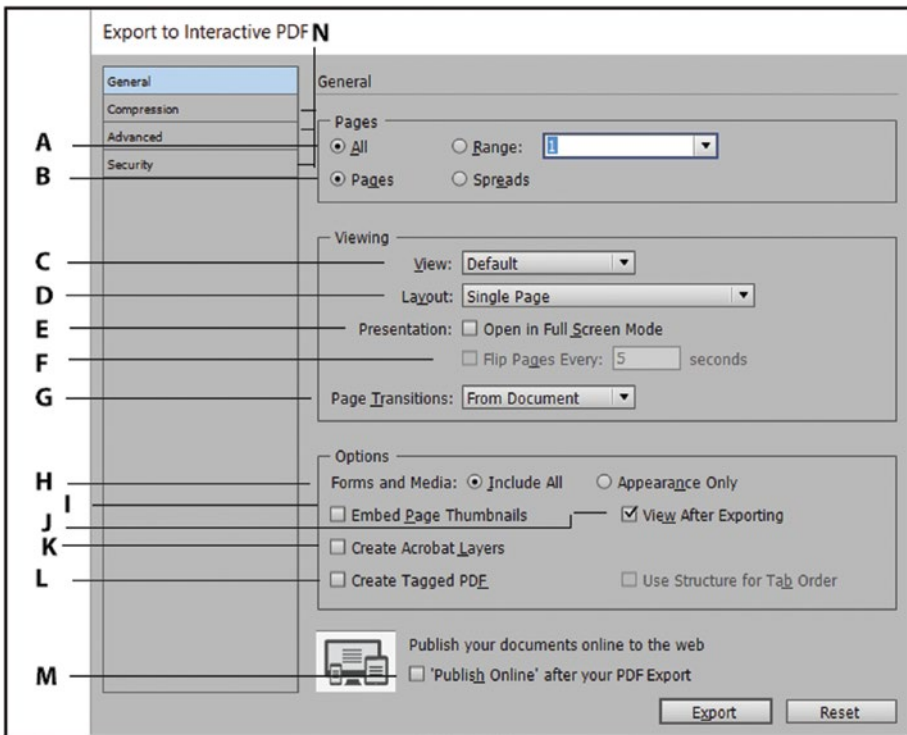 Export to Interactive PDF N
General
Compression
Advanced
Security
General
Pages
A All Range: 1
B Pages Spreads
Viewing
C View: Default
D Layout: Single Page
E Presentation: Open in Full Screen Mode
F Flip Pages Every: 5 seconds
G Page Transitions: From Document
Options
H Forms and Media: Include All Appearance Only
I Embed Page Thumbnails
J View After Exporting
K Create Acrobat Layers
L Create Tagged PDF Use Structure for Tab Order
Publish your documents online to the web
M 'Publish Online' after your PDF Export
Export Reset